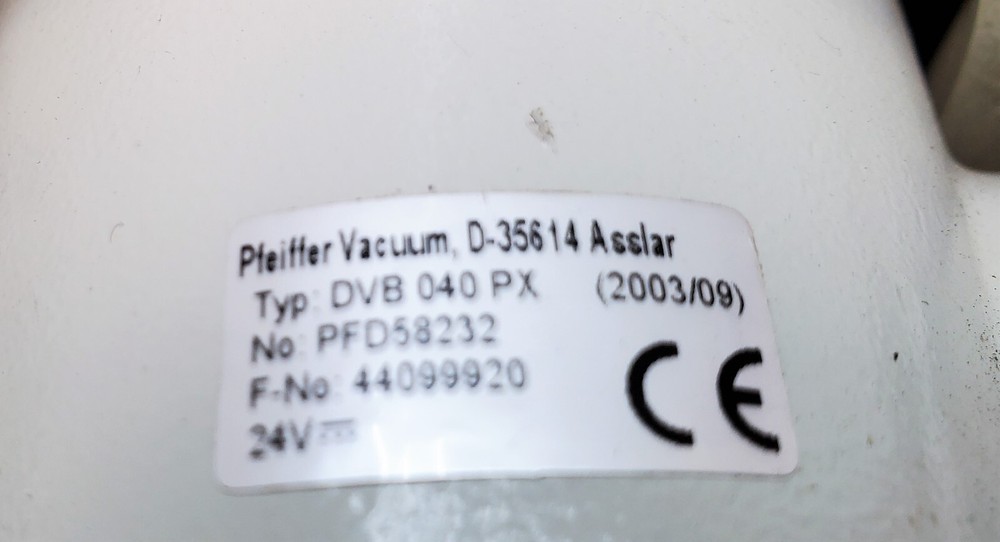 Pfeiffer Vacuum, D-35614 Asslar
Typ: DVB 040 PX (2003/09)
No: PFD58232
F-No: 44099920
24V⎓
CE